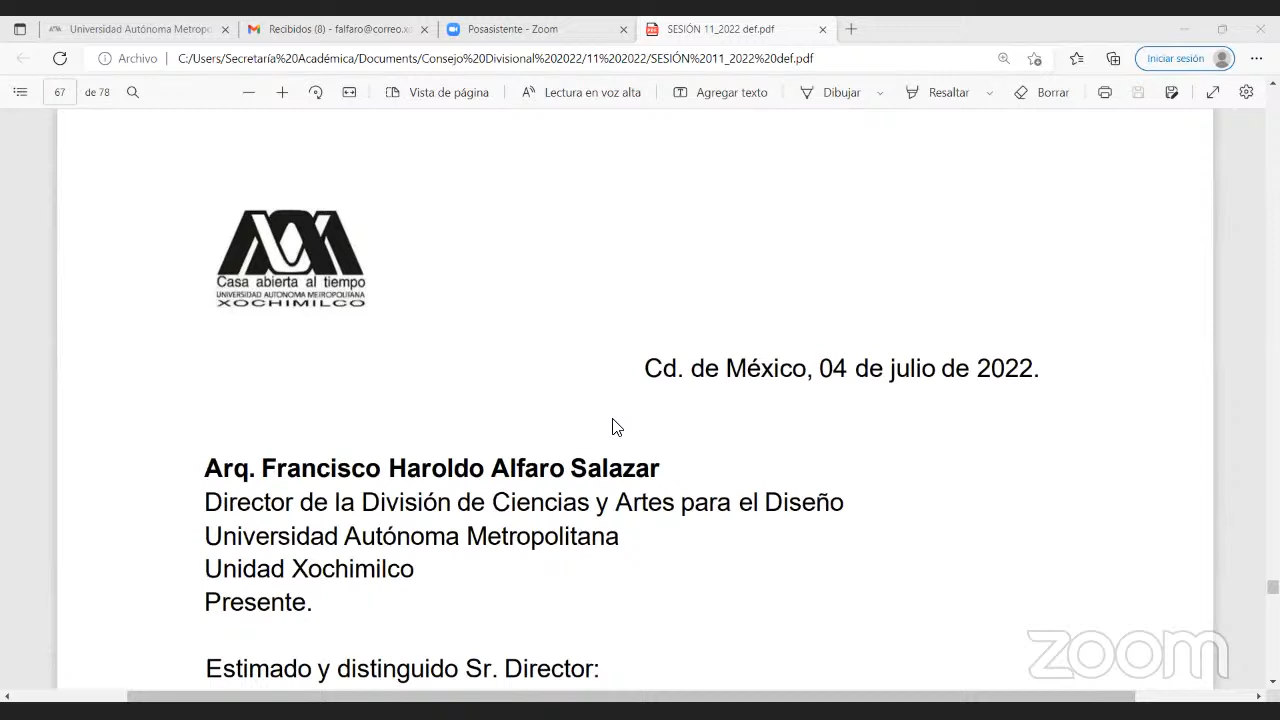 Universidad Autónoma Metropo
Recibidos (8) - falfaro@correo.xo
Posasistente - Zoom
SESIÓN 11_2022 def.pdf
Archivo
C:/Users/Secretaría%20Académica/Documents/Consejo%20Divisional%202022/11%202022/SESIÓN%2011_2022%20def.pdf
Iniciar sesión
67 de 78
Vista de página
Lectura en voz alta
Agregar texto
Dibujar
Resaltar
Borrar
Casa abierta al tiempo
UNIVERSIDAD AUTONOMA METROPOLITANA
XOCHIMILCO
Cd. de México, 04 de julio de 2022.
Arq. Francisco Haroldo Alfaro Salazar
Director de la División de Ciencias y Artes para el Diseño
Universidad Autónoma Metropolitana
Unidad Xochimilco
Presente.
Estimado y distinguido Sr. Director:
zoom